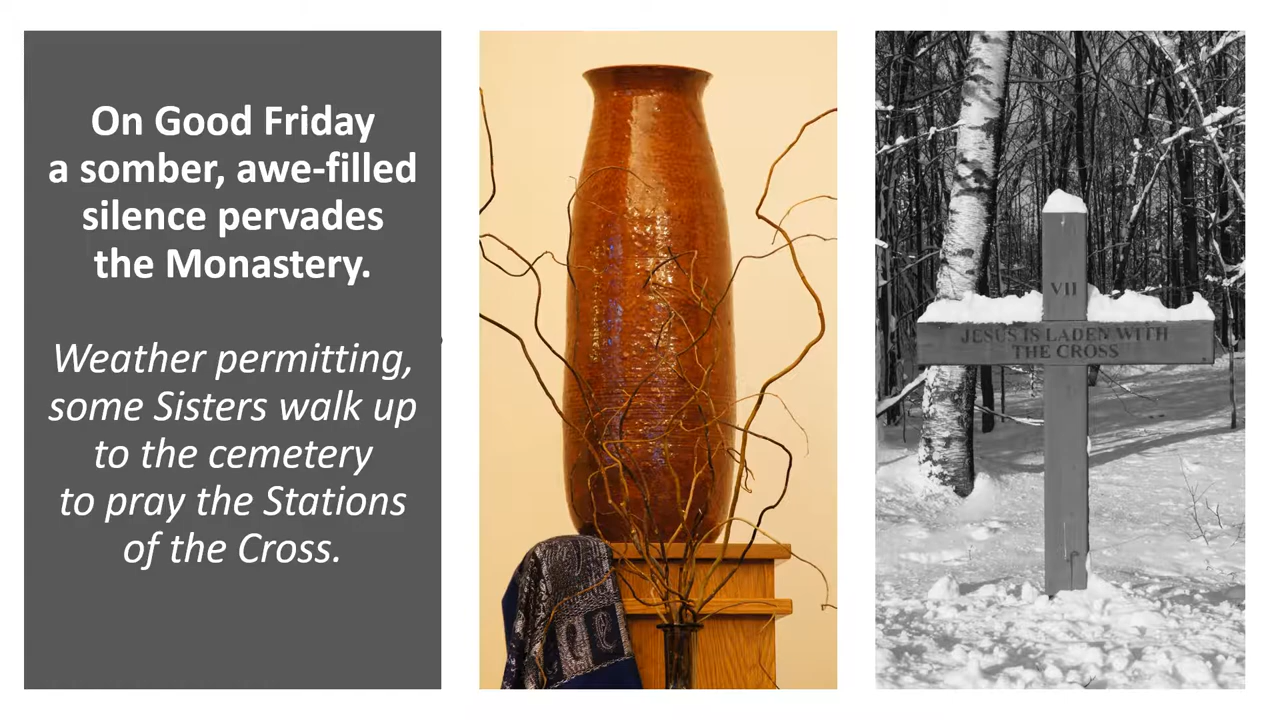 On Good Friday
a somber, awe-filled
silence pervades
the Monastery.
Weather permitting,
some Sisters walk up
to the cemetery
to pray the Stations
of the Cross.
VII
JESUS IS LADEN WITH
THE CROSS